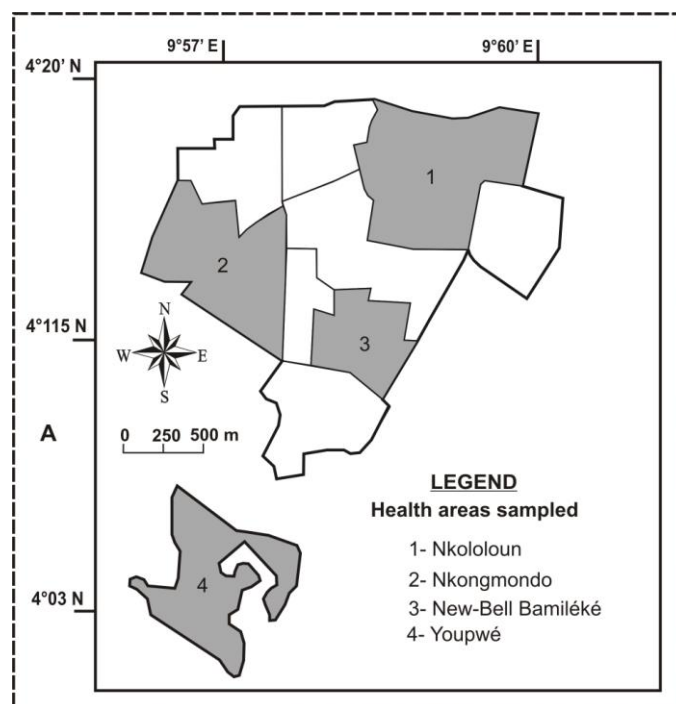 9°57’ E
9°60’ E
4°20’ N
1
2
3
4°115 N
N
W
E
S
A
0 250 500 m
LEGEND
Health areas sampled
1- Nkololoun
2- Nkongmondo
3- New-Bell Bamiléké
4- Youpwé
4
4°03 N